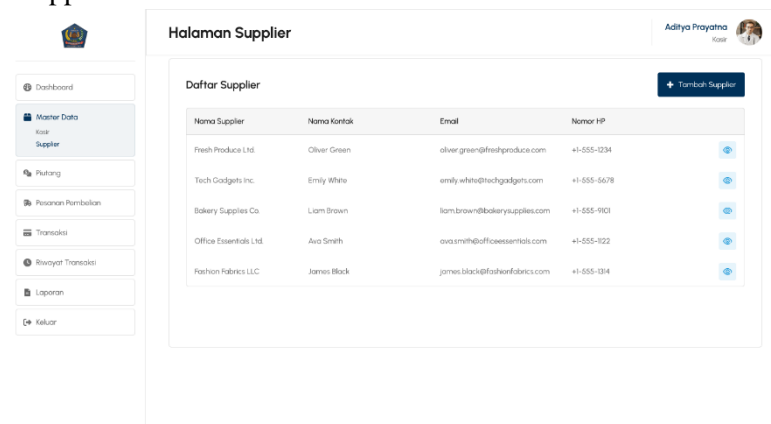 Halaman Supplier
Aditya Prayatna
Kasir
Dashboard
Master Data
Kasir
Supplier
Piutang
Pesanan Pembelian
Transaksi
Riwayat Transaksi
Laporan
Keluar
Daftar Supplier
+ Tambah Supplier
Nama Supplier Nama Kontak Email Nomor HP
Fresh Produce Ltd. Oliver Green oliver.green@freshproduce.com +1-555-1234
Tech Gadgets Inc. Emily White emily.white@techgadgets.com +1-555-5678
Bakery Supplies Co. Liam Brown liam.brown@bakerysupplies.com +1-555-9101
Office Essentials Ltd. Ava Smith ava.smith@officeessentials.com +1-555-1122
Fashion Fabrics LLC James Black james.black@fashionfabrics.com +1-555-1314